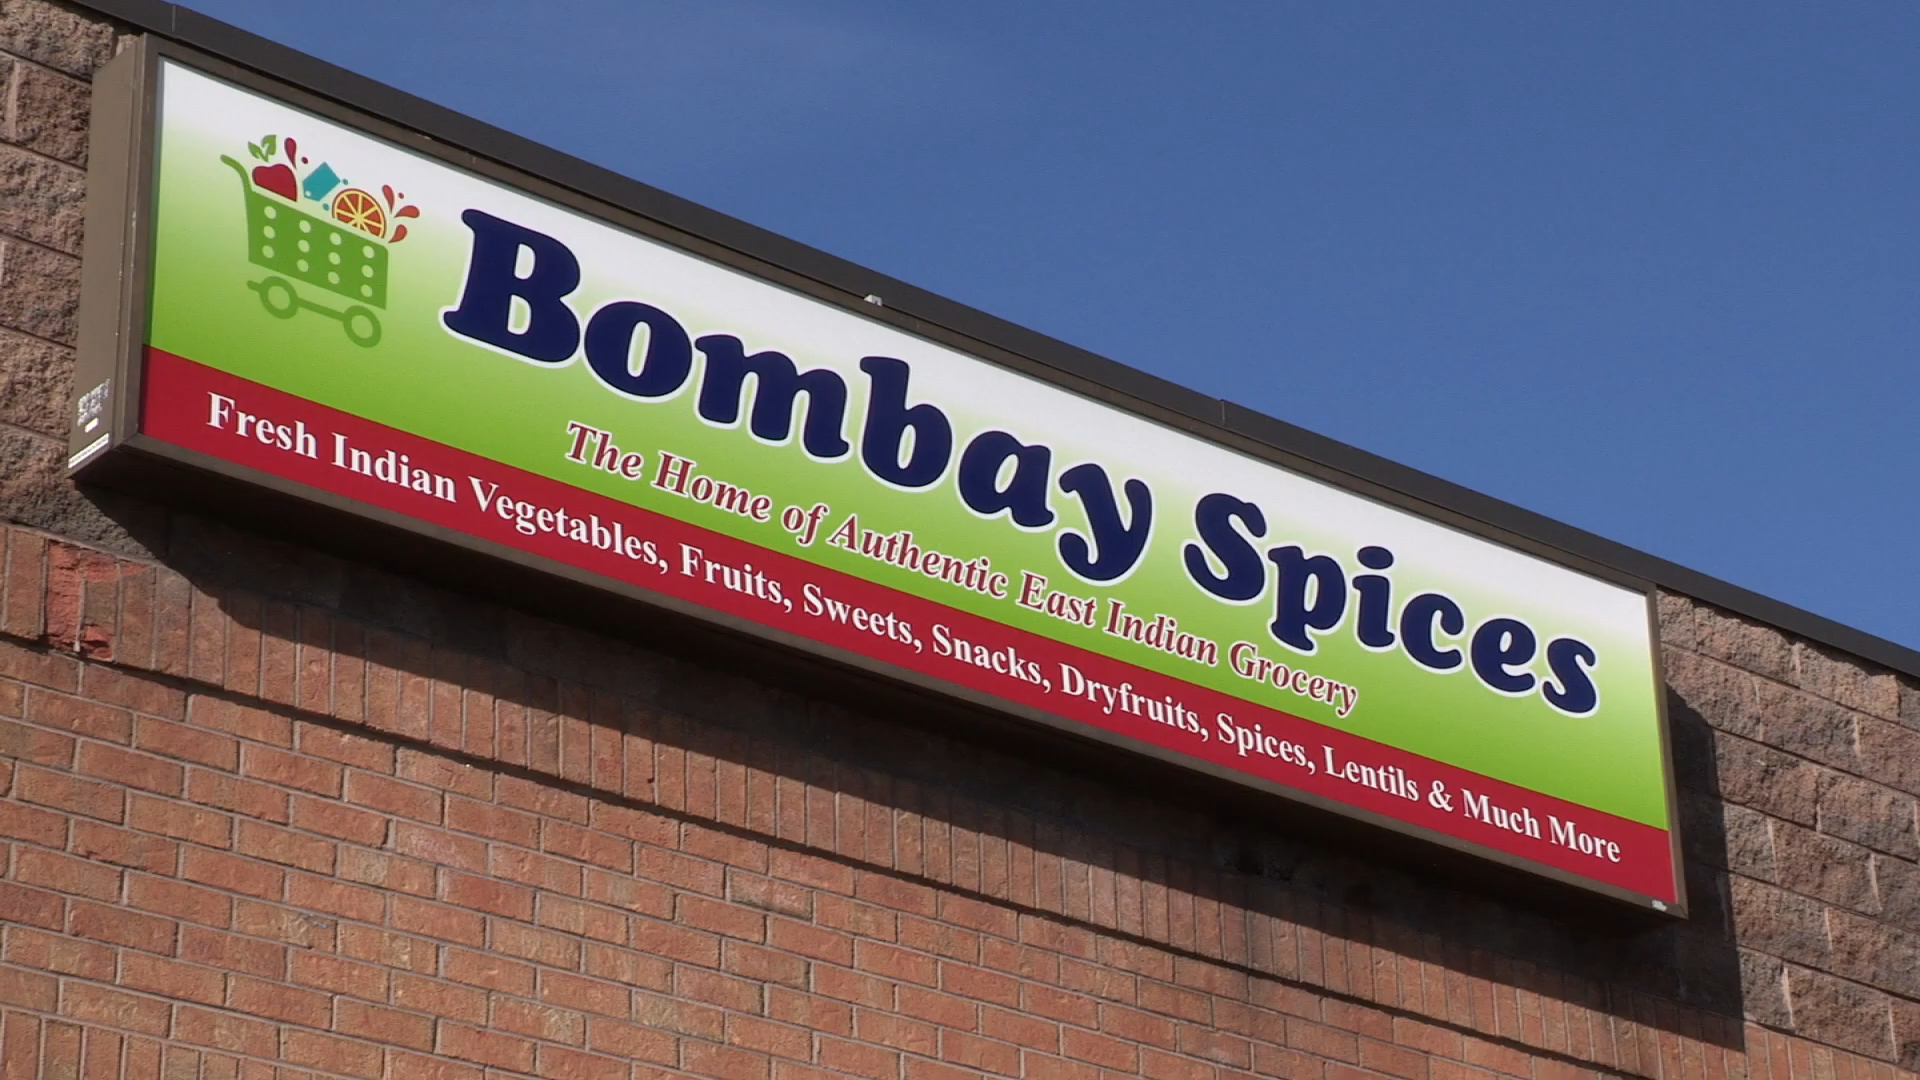 Bombay Spices
The Home of Authentic East Indian Grocery
Fresh Indian Vegetables, Fruits, Sweets, Snacks, Dryfruits, Spices, Lentils & Much More